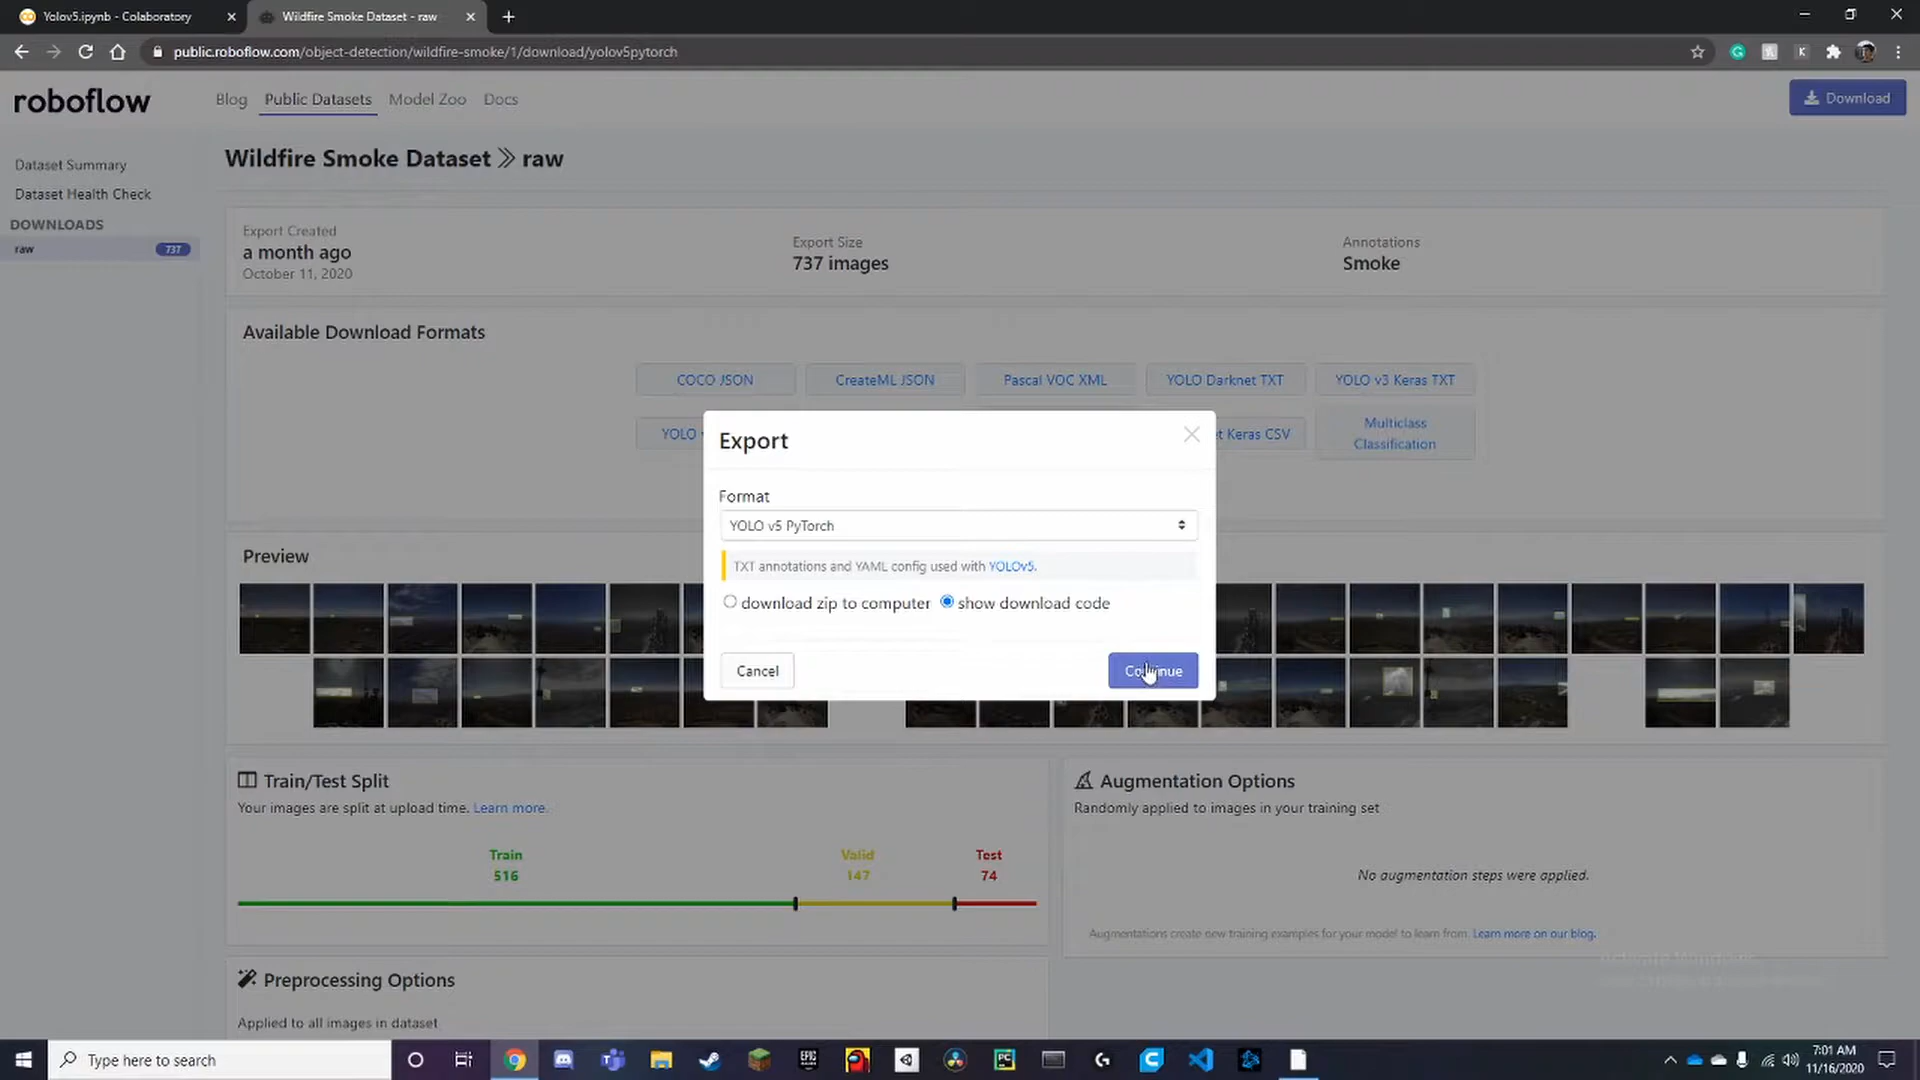 Yolov5.ipynb - Colaboratory
Wildfire Smoke Dataset - raw
public.roboflow.com/object-detection/wildfire-smoke/1/download/yolov5pytorch
roboflow
Blog
Public Datasets
Model Zoo
Docs
Download
Dataset Summary
Dataset Health Check
DOWNLOADS
raw
737
Wildfire Smoke Dataset >> raw
Export Created
a month ago
October 11, 2020
Export Size
737 images
Annotations
Smoke
Available Download Formats
COCO JSON
CreateML JSON
Pascal VOC XML
YOLO Darknet TXT
YOLO v3 Keras TXT
YOLO
t Keras CSV
Multiclass
Classification
Export
Format
YOLO v5 PyTorch
TXT annotations and YAML config used with YOLOv5.
download zip to computer
show download code
Cancel
Continue
Preview
Train/Test Split
Your images are split at upload time. Learn more.
Train
516
Valid
147
Test
74
Augmentation Options
Randomly applied to images in your training set
No augmentation steps were applied.
Augmentations create new training examples for your model to learn from. Learn more on our blog.
Activate Windows
Preprocessing Options
Applied to all images in dataset
Type here to search
EPIC
PC
7:01 AM
11/16/2020